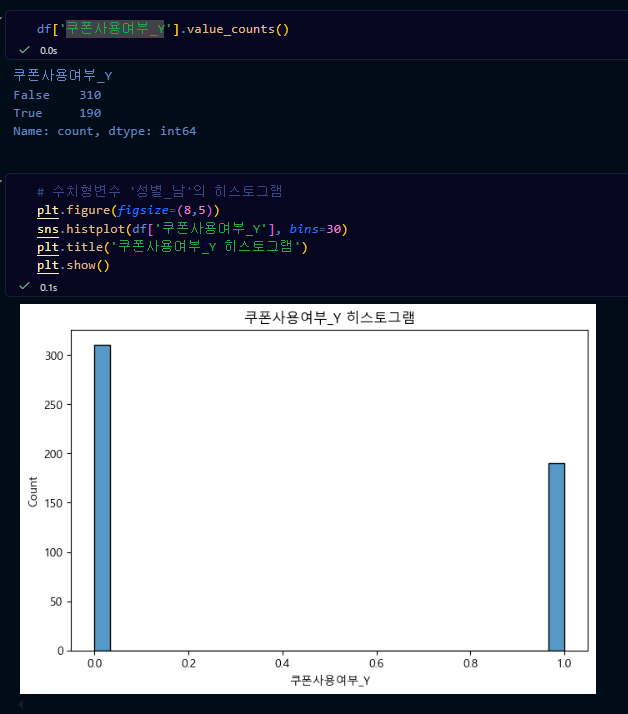 df['쿠폰사용여부_Y'].value_counts()
0.0s
쿠폰사용여부_Y
False    310
True     190
Name: count, dtype: int64
# 수치형변수 '성별_남'의 히스토그램
plt.figure(figsize=(8,5))
sns.histplot(df['쿠폰사용여부_Y'], bins=30)
plt.title('쿠폰사용여부_Y 히스토그램')
plt.show()
0.1s
쿠폰사용여부_Y 히스토그램
300
250
200
150
100
50
0
Count
0.0 0.2 0.4 0.6 0.8 1.0
쿠폰사용여부_Y